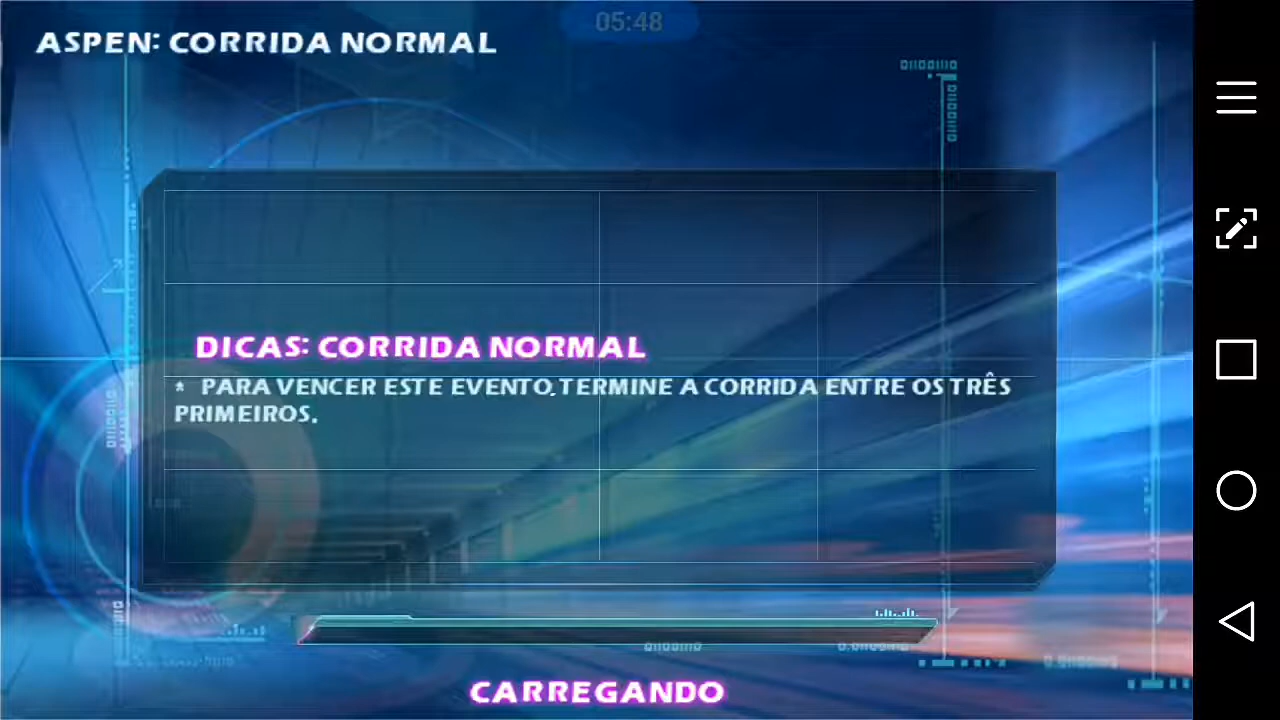 05:48
ASPEN: CORRIDA NORMAL
01100110
DICAS: CORRIDA NORMAL
* PARA VENCER ESTE EVENTO, TERMINE A CORRIDA ENTRE OS TRÊS
PRIMEIROS.
CARREGANDO